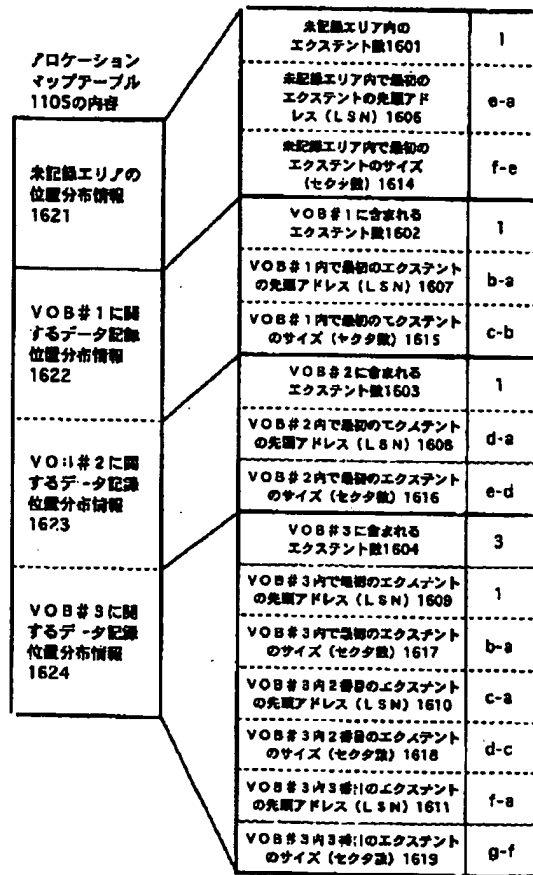 アロケーション
マップテーブル
1105の内容
未記録エリアの
位置分布情報
1621
VOB#1に関
するデータ記録
位置分布情報
1622
VOB#2に関
するデータ記録
位置分布情報
1623
VOB#3に関
するデータ記録
位置分布情報
1624
未記録エリア内の
エクステント数1601
1
未記録エリア内で最初の
エクステントの先頭アド
レス(LSN)1606
e-a
未記録エリア内で最初の
エクステントのサイズ
(セクタ数)1614
f-e
VOB#1に含まれる
エクステント数1602
1
VOB#1内で最初のエクステント
の先頭アドレス(LSN)1607
b-a
VOB#1内で最初のエクステント
のサイズ(セクタ数)1615
c-b
VOB#2に含まれる
エクステント数1603
1
VOB#2内で最初のエクステント
の先頭アドレス(LSN)1608
d-a
VOB#2内で最初のエクステント
のサイズ(セクタ数)1616
e-d
VOB#3に含まれる
エクステント数1604
3
VOB#3内で最初のエクステント
の先頭アドレス(LSN)1609
1
VOB#3内で最初のエクステント
のサイズ(セクタ数)1617
b-a
VOB#3内2番目のエクステント
の先頭アドレス(LSN)1610
c-a
VOB#3内2番目のエクステント
のサイズ(セクタ数)1618
d-c
VOB#3内3番目のエクステント
の先頭アドレス(LSN)1611
f-a
VOB#3内3番目のエクステント
のサイズ(セクタ数)1619
g-f